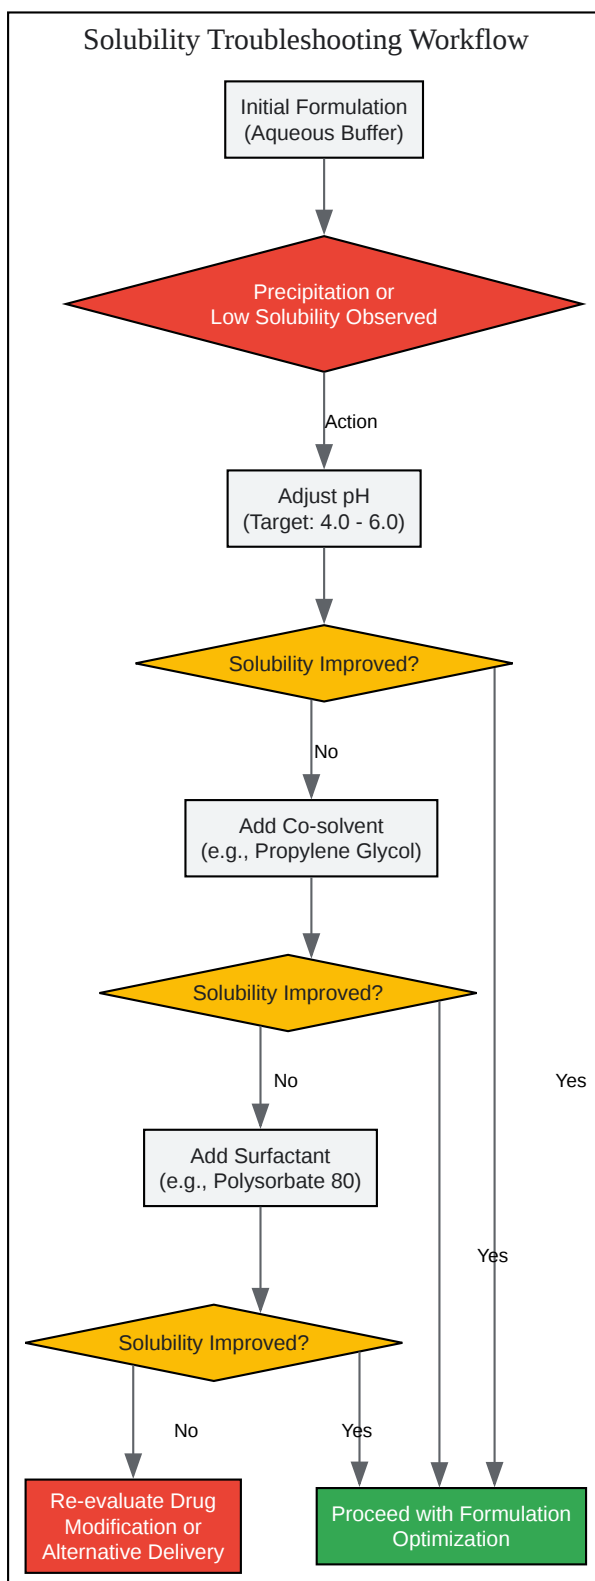 Solubility Troubleshooting Workflow
Initial Formulation
(Aqueous Buffer)
Precipitation or
Low Solubility Observed
Action
Adjust pH
(Target: 4.0 - 6.0)
Solubility Improved?
No
Add Co-solvent
(e.g., Propylene Glycol)
Solubility Improved?
No
Yes
Add Surfactant
(e.g., Polysorbate 80)
Yes
Solubility Improved?
No
Yes
Re-evaluate Drug
Modification or
Alternative Delivery
Proceed with Formulation
Optimization